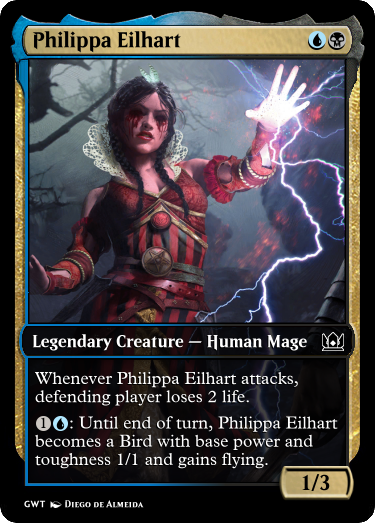 Philippa Eilhart
Legendary Creature — Human Mage
Whenever Philippa Eilhart attacks,
defending player loses 2 life.
1: Until end of turn, Philippa Eilhart
becomes a Bird with base power and
toughness 1/1 and gains flying.
1/3
GWT Diego de Almeida